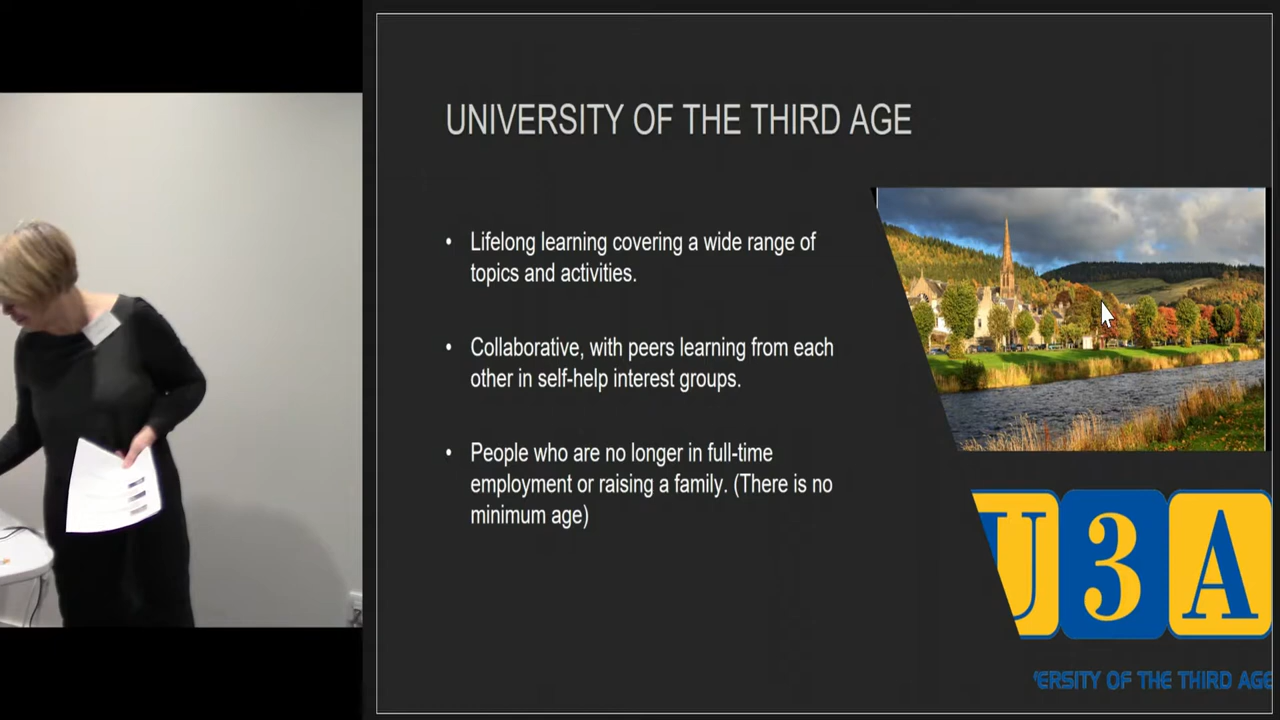 UNIVERSITY OF THE THIRD AGE
• Lifelong learning covering a wide range of
topics and activities.
• Collaborative, with peers learning from each
other in self-help interest groups.
• People who are no longer in full-time
employment or raising a family. (There is no
minimum age)
U3A
ERSITY OF THE THIRD AGE